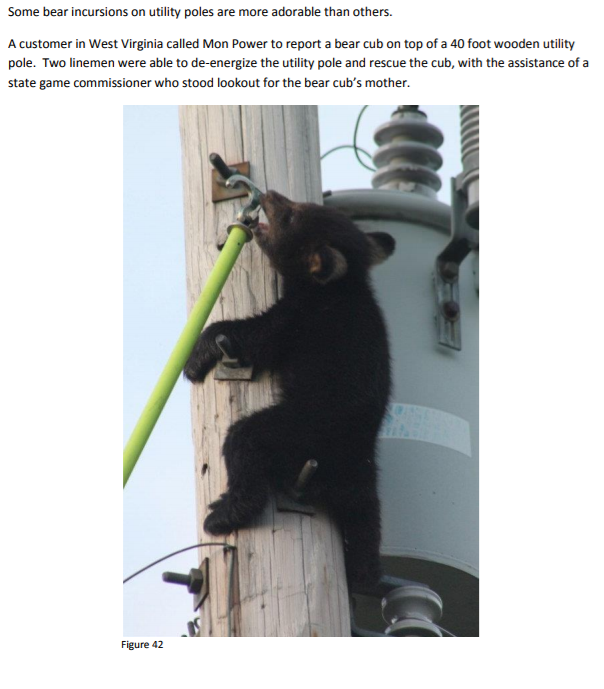 Some bear incursions on utility poles are more adorable than others.
A customer in West Virginia called Mon Power to report a bear cub on top of a 40 foot wooden utility
pole.  Two linemen were able to de-energize the utility pole and rescue the cub, with the assistance of a
state game commissioner who stood lookout for the bear cub's mother.
Figure 42